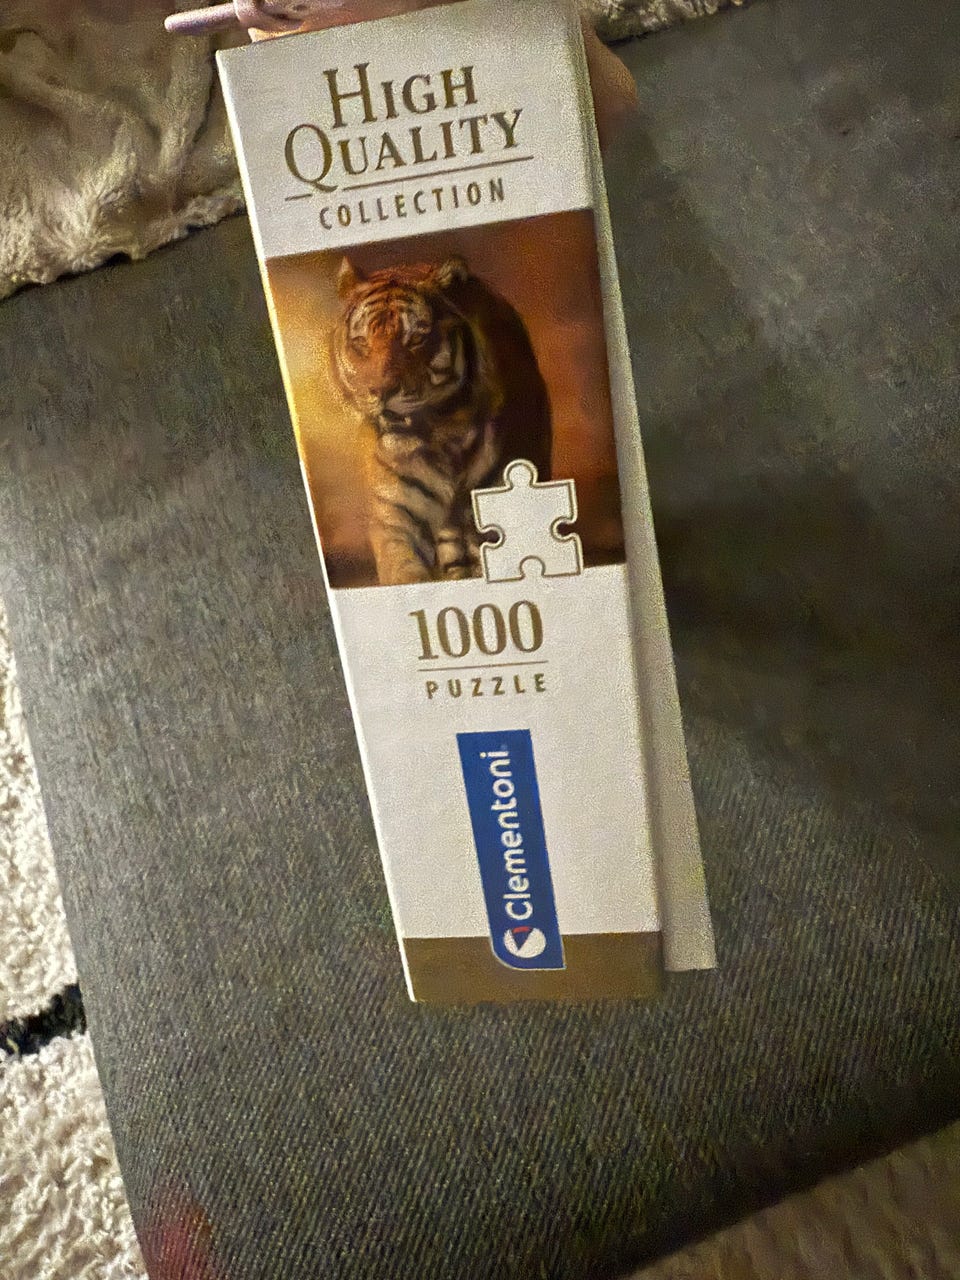 HIGH
QUALITY
COLLECTION
1000
PUZZLE
Clementoni